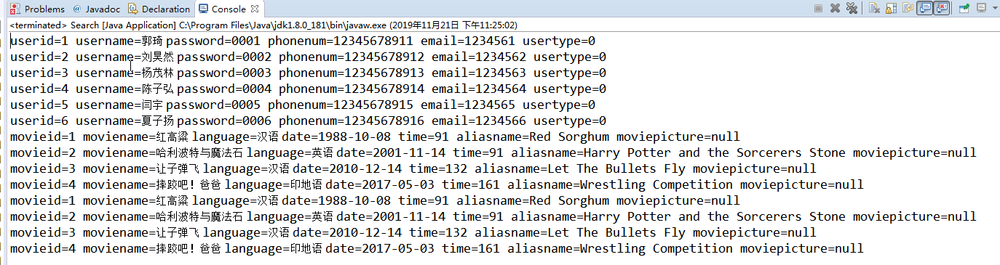 Problems @ Javadoc Declaration Console
<terminated> Search [Java Application] C:\Program Files\Java\jdk1.8.0_181\bin\javaw.exe (2019年11月21日 下午11:25:02)
userid=1 username=郭琦 password=0001 phonenum=12345678911 email=1234561 usertype=0
userid=2 username=刘昊然 password=0002 phonenum=12345678912 email=1234562 usertype=0
userid=3 username=杨茂林 password=0003 phonenum=12345678913 email=1234563 usertype=0
userid=4 username=陈子弘 password=0004 phonenum=12345678914 email=1234564 usertype=0
userid=5 username=闫宇 password=0005 phonenum=12345678915 email=1234565 usertype=0
userid=6 username=夏子扬 password=0006 phonenum=12345678916 email=1234566 usertype=0
movieid=1 moviename=红高粱 language=汉语 date=1988-10-08 time=91 aliasname=Red Sorghum moviepicture=null
movieid=2 moviename=哈利波特与魔法石 language=英语 date=2001-11-14 time=91 aliasname=Harry Potter and the Sorcerers Stone moviepicture=null
movieid=3 moviename=让子弹飞 language=汉语 date=2010-12-14 time=132 aliasname=Let The Bullets Fly moviepicture=null
movieid=4 moviename=摔跤吧！爸爸 language=印地语 date=2017-05-03 time=161 aliasname=Wrestling Competition moviepicture=null
movieid=1 moviename=红高粱 language=汉语 date=1988-10-08 time=91 aliasname=Red Sorghum moviepicture=null
movieid=2 moviename=哈利波特与魔法石 language=英语 date=2001-11-14 time=91 aliasname=Harry Potter and the Sorcerers Stone moviepicture=null
movieid=3 moviename=让子弹飞 language=汉语 date=2010-12-14 time=132 aliasname=Let The Bullets Fly moviepicture=null
movieid=4 moviename=摔跤吧！爸爸 language=印地语 date=2017-05-03 time=161 aliasname=Wrestling Competition moviepicture=null